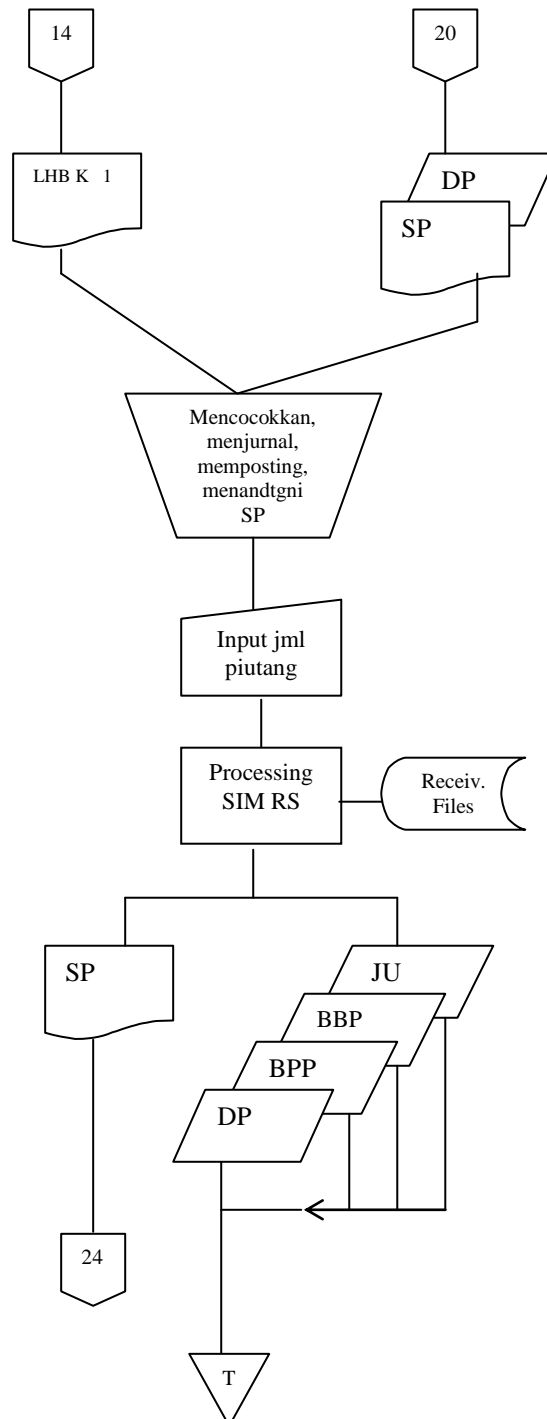 14
20
LHB K 1
DP
SP
Mencocokkan,
menjurnal,
memposting,
menandtgni
SP
Input jml
piutang
Processing
SIM RS
Receiv.
Files
SP
JU
BBP
BPP
DP
24
T